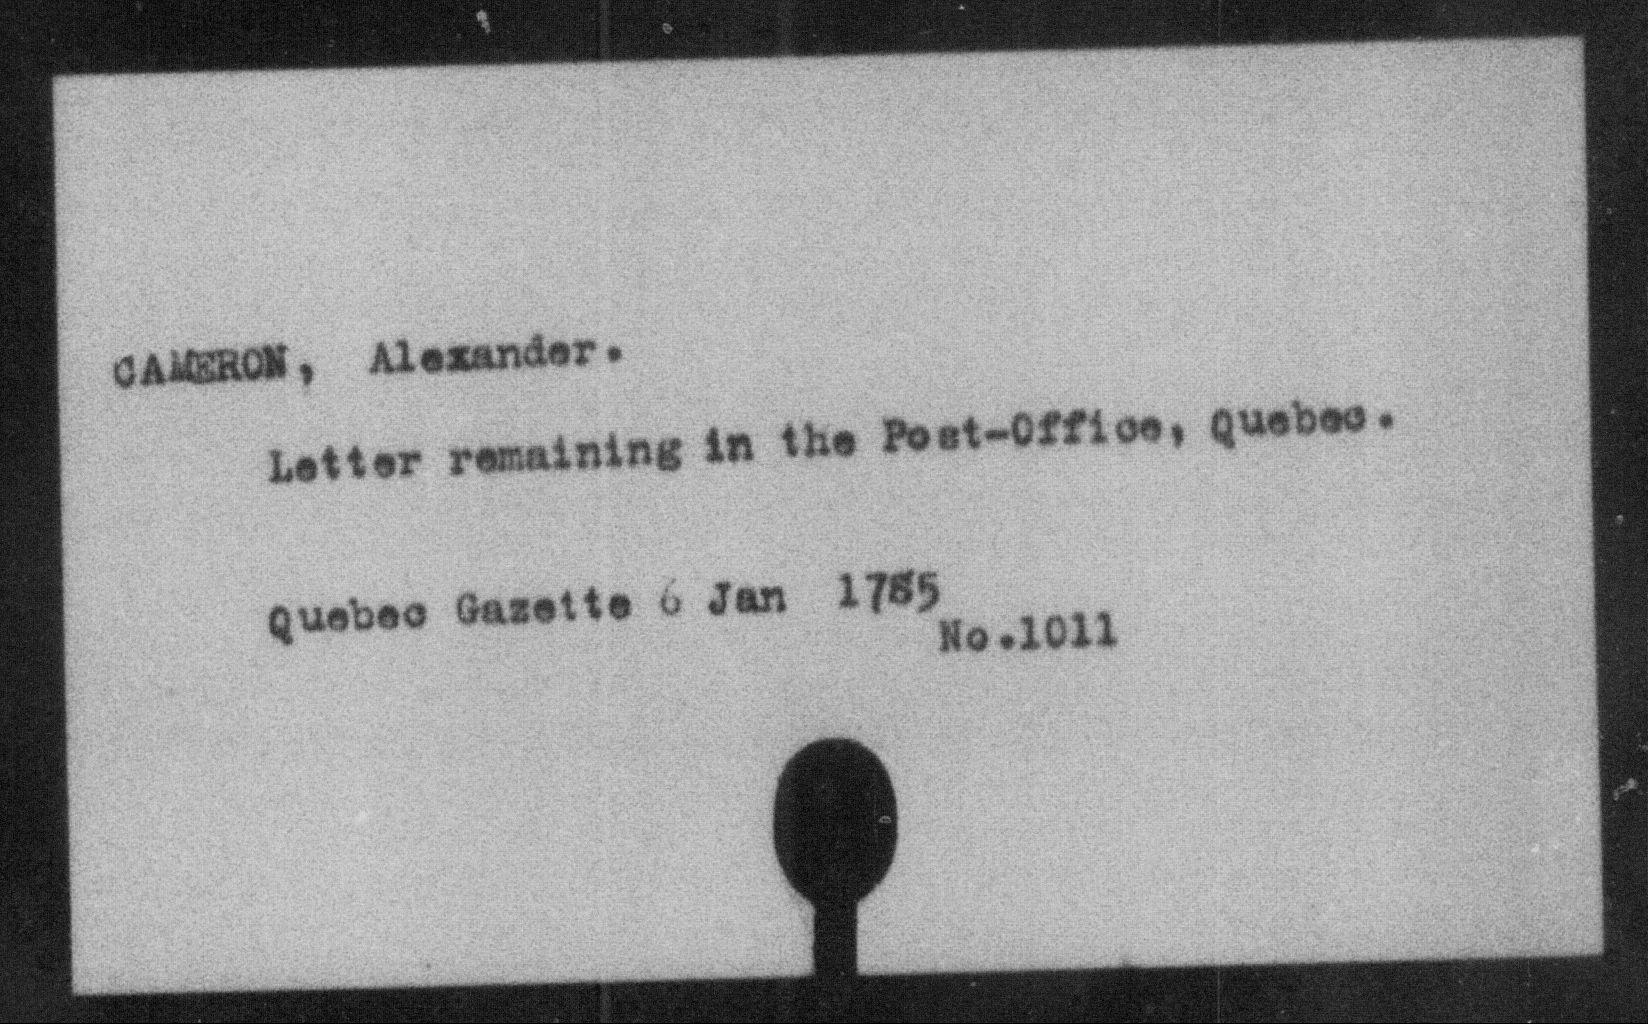 CAMERON, Alexander.
Letter remaining in the Post-Office, Quebec.
Quebec Gazette 6 Jan 1785
No.1011